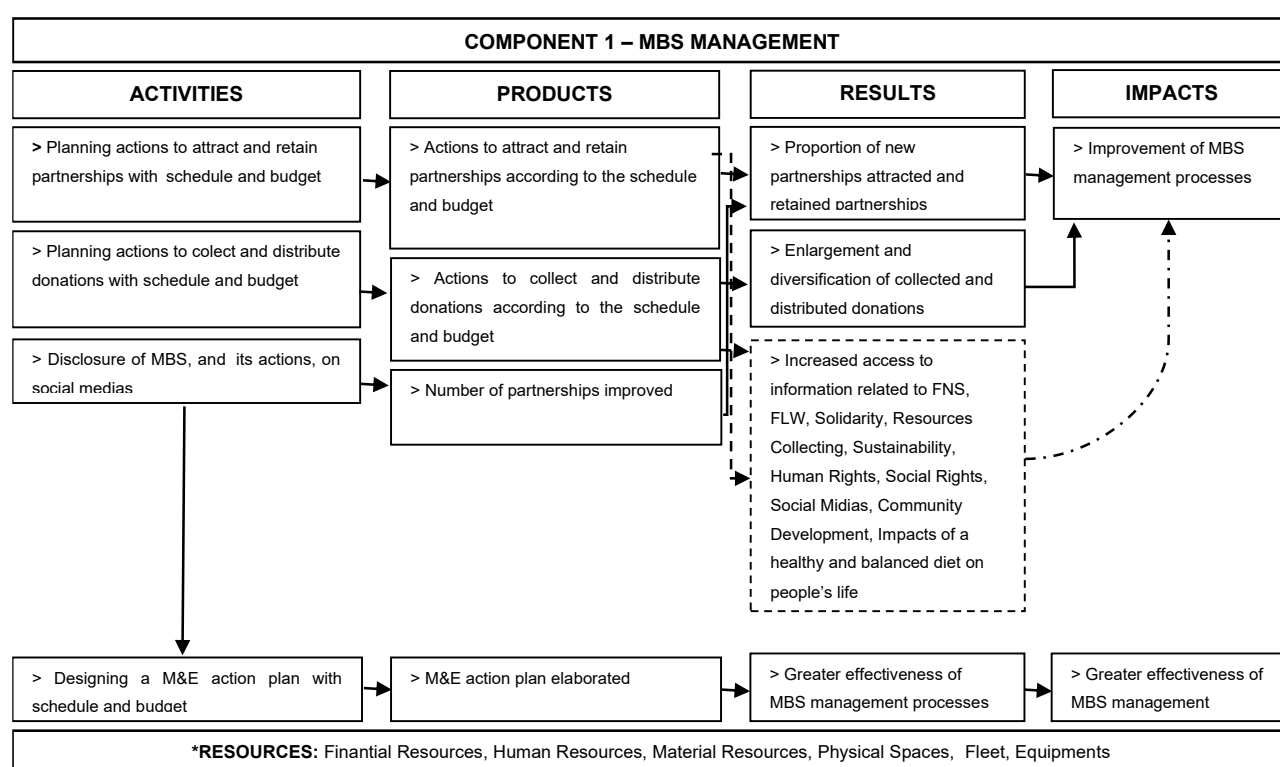 COMPONENT 1 – MBS MANAGEMENT
ACTIVITIES
PRODUCTS
RESULTS
IMPACTS
> Planning actions to attract and retain
partnerships with schedule and budget
> Actions to attract and retain
partnerships according to the schedule
and budget
> Proportion of new
partnerships attracted and
retained partnerships
> Improvement of MBS
management processes
> Planning actions to colect and distribute
donations with schedule and budget
> Actions to collect and distribute
donations according to the schedule
and budget
> Enlargement and
diversification of collected and
distributed donations
> Disclosure of MBS, and its actions, on
social medias
> Number of partnerships improved
> Increased access to
information related to FNS,
FLW, Solidarity, Resources
Collecting, Sustainability,
Human Rights, Social Rights,
Social Midias, Community
Development, Impacts of a
healthy and balanced diet on
people’s life
> Designing a M&E action plan with
schedule and budget
> M&E action plan elaborated
> Greater effectiveness of
MBS management processes
> Greater effectiveness of
MBS management
*RESOURCES: Finantial Resources, Human Resources, Material Resources, Physical Spaces, Fleet, Equipments